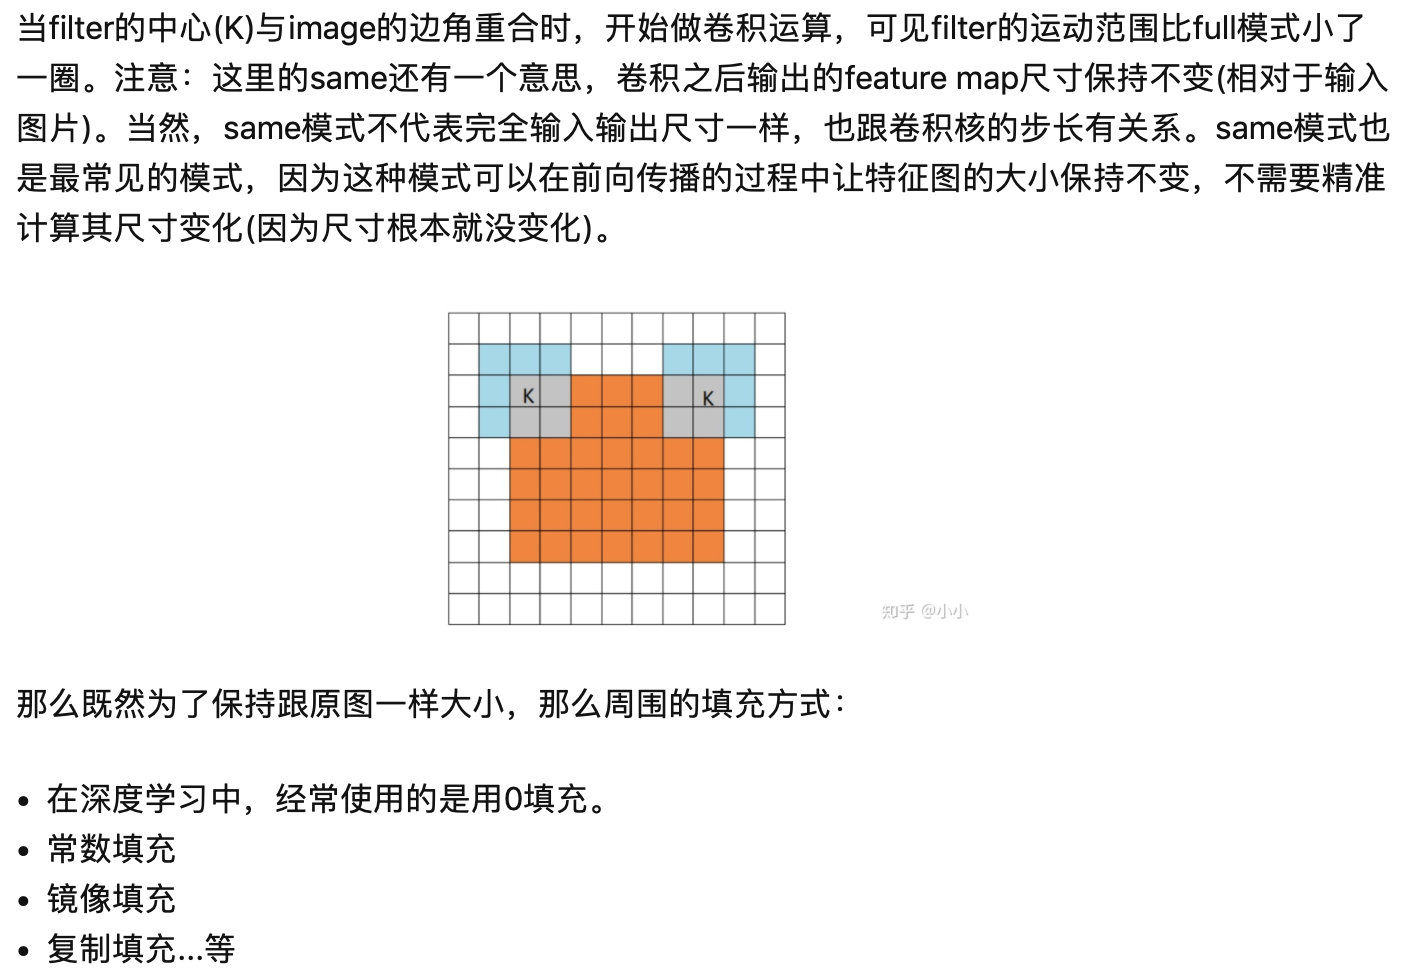 当filter的中心(K)与image的边角重合时，开始做卷积运算，可见filter的运动范围比full模式小了
一圈。注意：这里的same还有一个意思，卷积之后输出的feature map尺寸保持不变(相对于输入
图片)。当然，same模式不代表完全输入输出尺寸一样，也跟卷积核的步长有关系。same模式也
是最常见的模式，因为这种模式可以在前向传播的过程中让特征图的大小保持不变，不需要精准
计算其尺寸变化(因为尺寸根本就没变化)。
K
K
知乎 @小小
那么既然为了保持跟原图一样大小，那么周围的填充方式：
• 在深度学习中，经常使用的是用0填充。
• 常数填充
• 镜像填充
• 复制填充...等